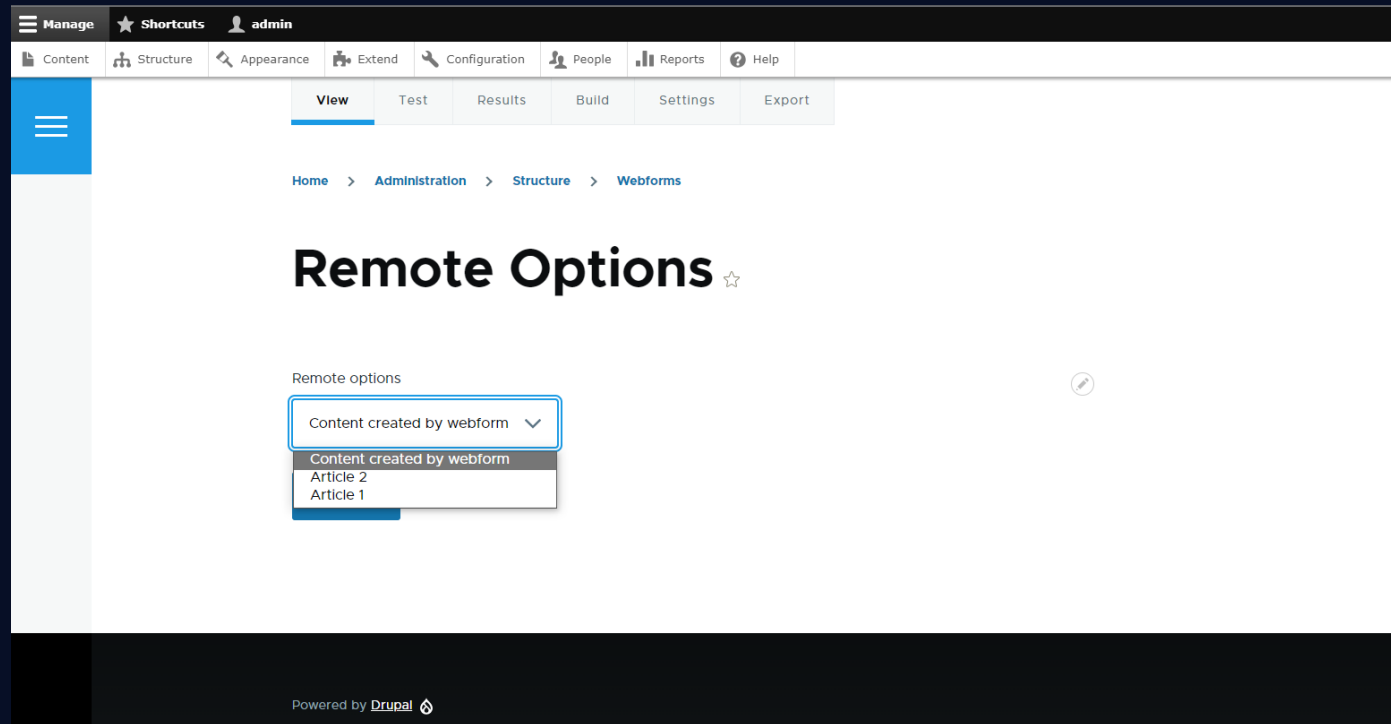 Manage Shortcuts admin
Content Structure Appearance Extend Configuration People Reports Help
View Test Results Build Settings Export
Home > Administration > Structure > Webforms
Remote Options
Remote options
Content created by webform
Content created by webform
Article 2
Article 1
Powered by Drupal